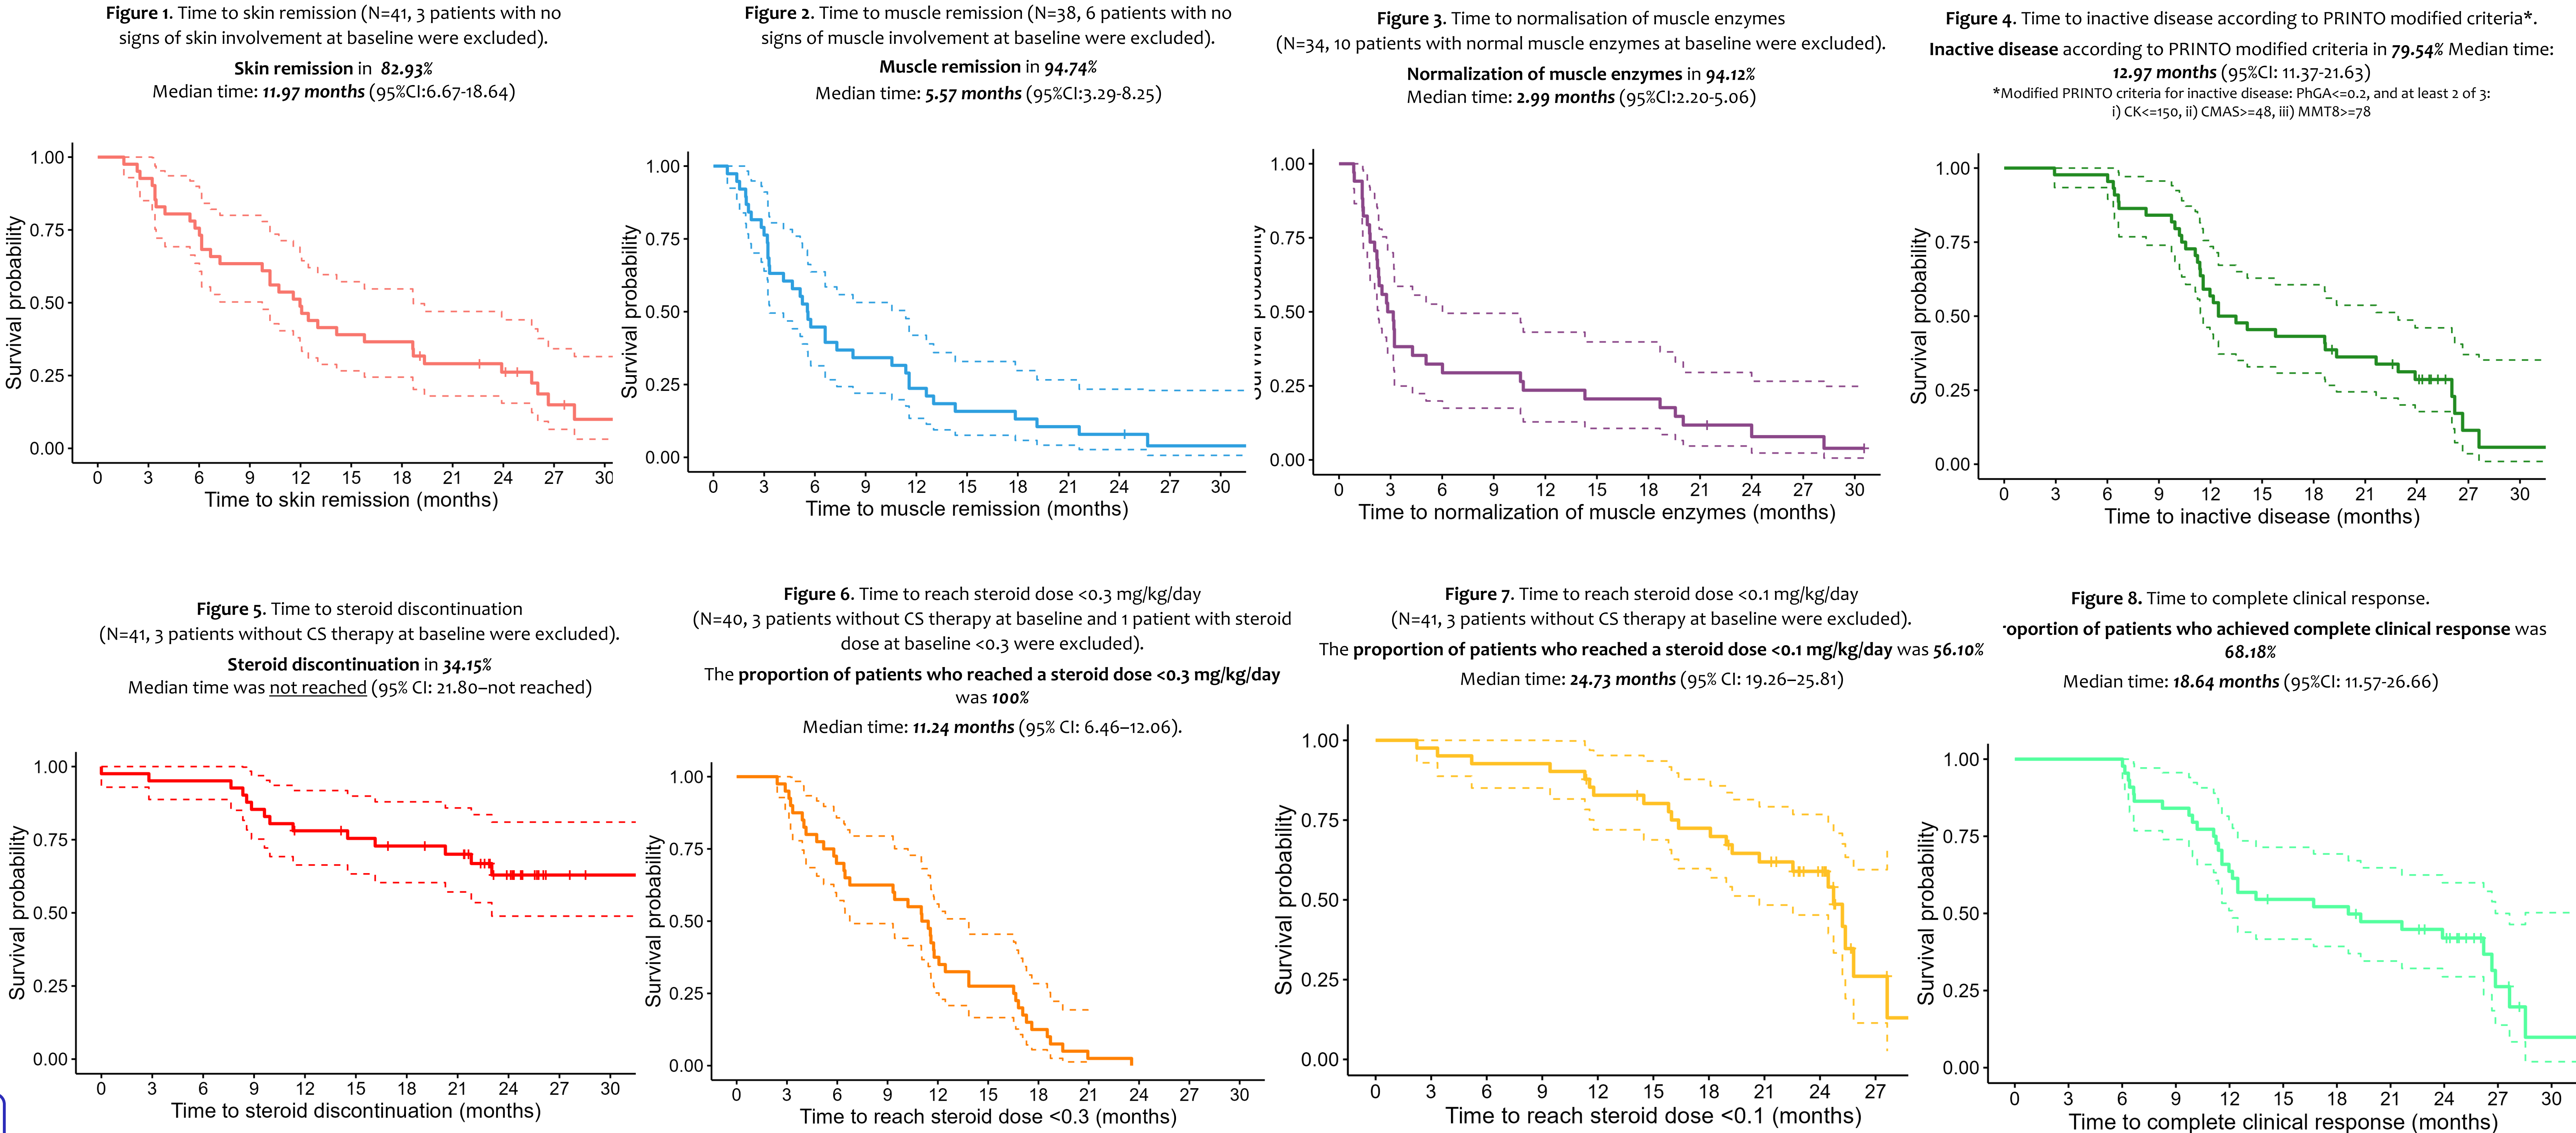 Figure 1. Time to skin remission (N=41, 3 patients with no
signs of skin involvement at baseline were excluded).
Skin remission in 82.93%
Median time: 11.97 months (95%CI:6.67-18.64)
Survival probability
1.00
0.75
0.50
0.25
0.00
0 3 6 9 12 15 18 21 24 27 30
Time to skin remission (months)
Figure 2. Time to muscle remission (N=38, 6 patients with no
signs of muscle involvement at baseline were excluded).
Muscle remission in 94.74%
Median time: 5.57 months (95%CI:3.29-8.25)
Survival probability
1.00
0.75
0.50
0.25
0.00
0 3 6 9 12 15 18 21 24 27 30
Time to muscle remission (months)
Figure 3. Time to normalisation of muscle enzymes
(N=34, 10 patients with normal muscle enzymes at baseline were excluded).
Normalization of muscle enzymes in 94.12%
Median time: 2.99 months (95%CI:2.20-5.06)
Survival probability
1.00
0.75
0.50
0.25
0.00
0 3 6 9 12 15 18 21 24 27 30
Time to normalization of muscle enzymes (months)
Figure 4. Time to inactive disease according to PRINTO modified criteria*.
Inactive disease according to PRINTO modified criteria in 79.54% Median time:
12.97 months (95%CI: 11.37-21.63)
*Modified PRINTO criteria for inactive disease: PhGA<=0.2, and at least 2 of 3:
i) CK<=150, ii) CMAS>=48, iii) MMT8>=78
Survival probability
1.00
0.75
0.50
0.25
0.00
0 3 6 9 12 15 18 21 24 27 30
Time to inactive disease (months)
Figure 5. Time to steroid discontinuation
(N=41, 3 patients without CS therapy at baseline were excluded).
Steroid discontinuation in 34.15%
Median time was not reached (95% CI: 21.80–not reached)
Survival probability
1.00
0.75
0.50
0.25
0.00
0 3 6 9 12 15 18 21 24 27 30
Time to steroid discontinuation (months)
Figure 6. Time to reach steroid dose <0.3 mg/kg/day
(N=40, 3 patients without CS therapy at baseline and 1 patient with steroid
dose at baseline <0.3 were excluded).
The proportion of patients who reached a steroid dose <0.3 mg/kg/day
was 100%
Median time: 11.24 months (95% CI: 6.46–12.06).
Survival probability
1.00
0.75
0.50
0.25
0.00
0 3 6 9 12 15 18 21 24 27 30
Time to reach steroid dose <0.3 (months)
Figure 7. Time to reach steroid dose <0.1 mg/kg/day
(N=41, 3 patients without CS therapy at baseline were excluded).
The proportion of patients who reached a steroid dose <0.1 mg/kg/day was 56.10%
Median time: 24.73 months (95% CI: 19.26–25.81)
Survival probability
1.00
0.75
0.50
0.25
0.00
0 3 6 9 12 15 18 21 24 27
Time to reach steroid dose <0.1 (months)
Figure 8. Time to complete clinical response.
roportion of patients who achieved complete clinical response was
68.18%
Median time: 18.64 months (95%CI: 11.57-26.66)
Survival probability
1.00
0.75
0.50
0.25
0.00
0 3 6 9 12 15 18 21 24 27 30
Time to complete clinical response (months)